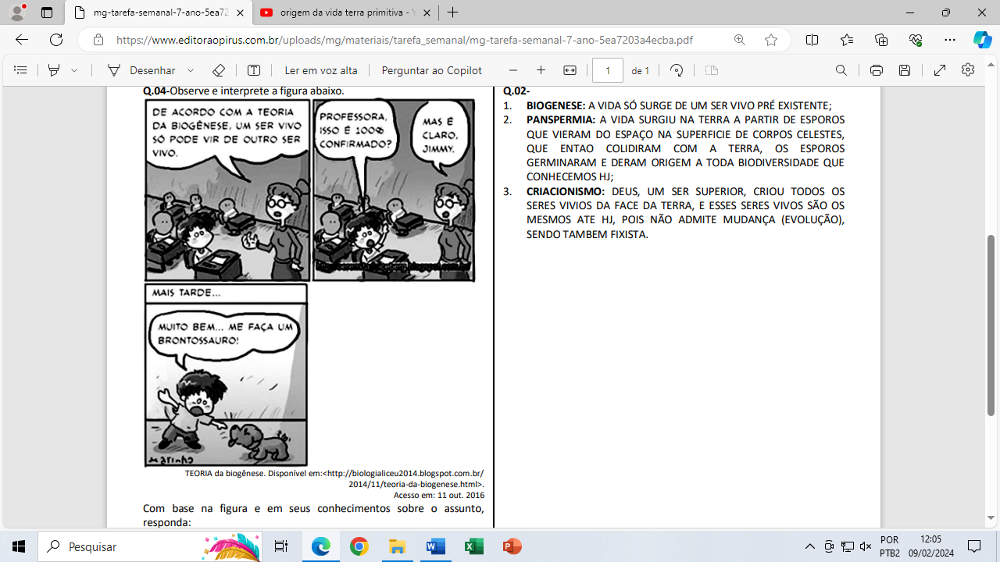 mg-tarefa-semanal-7-ano-5ea72
origem da vida terra primitiva - Y
https://www.editoraopirus.com.br/uploads/mg/materiais/tarefa_semanal/mg-tarefa-semanal-7-ano-5ea7203a4ecba.pdf
Desenhar
Ler em voz alta
Perguntar ao Copilot
1
de 1
Q.04-Observe e interprete a figura abaixo.
DE ACORDO COM A TEORIA
DA BIOGÊNESE, UM SER VIVO
SÓ PODE VIR DE OUTRO SER
VIVO.
PROFESSORA,
ISSO É 100%
CONFIRMADO?
MAS É
CLARO,
JIMMY.
MAIS TARDE...
MUITO BEM... ME FAÇA UM
BRONTOSSAURO!
Marinho
TEORIA da biogênese. Disponível em:<http://biologialiceu2014.blogspot.com.br/
2014/11/teoria-da-biogenese.html>.
Acesso em: 11 out. 2016
Com base na figura e em seus conhecimentos sobre o assunto,
responda:
Q.02-
1. BIOGENESE: A VIDA SÓ SURGE DE UM SER VIVO PRÉ EXISTENTE;
2. PANSPERMIA: A VIDA SURGIU NA TERRA A PARTIR DE ESPOROS
QUE VIERAM DO ESPAÇO NA SUPERFICIE DE CORPOS CELESTES,
QUE ENTAO COLIDIRAM COM A TERRA, OS ESPOROS
GERMINARAM E DERAM ORIGEM A TODA BIODIVERSIDADE QUE
CONHECEMOS HJ;
3. CRIACIONISMO: DEUS, UM SER SUPERIOR, CRIOU TODOS OS
SERES VIVIOS DA FACE DA TERRA, E ESSES SERES VIVOS SÃO OS
MESMOS ATE HJ, POIS NÃO ADMITE MUDANÇA (EVOLUÇÃO),
SENDO TAMBEM FIXISTA.
Pesquisar
POR
PTB2
12:05
09/02/2024